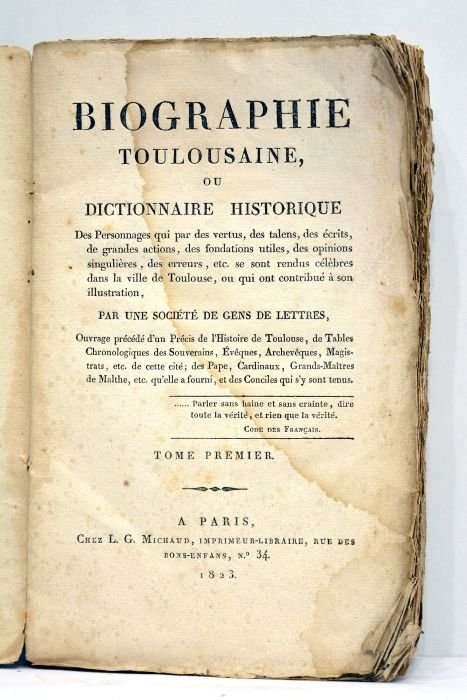 BIOGRAPHIE
TOULOUSAINE,
OU
DICTIONNAIRE HISTORIQUE
Des Personnages qui par des vertus, des talens, des écrits,
de grandes actions, des fondations utiles, des opinions
singulières, des erreurs, etc. se sont rendus célèbres
dans la ville de Toulouse, ou qui ont contribué à son
illustration,
PAR UNE SOCIÉTÉ DE GENS DE LETTRES,
Ouvrage précédé d'un Précis de l'Histoire de Toulouse, de Tables
Chronologiques des Souverains, Évéques, Archevêques, Magis-
trats, etc. de cette cité; des Pape, Cardinaux, Grands-Maîtres
de Malthe, etc. qu'elle a fourni, et des Conciles qui s'y sont tenus.
...... Parler sans haine et sans crainte, dire
toute la vérité, et rien que la vérité.
CODE DES FRANÇAIS.
TOME PREMIER.
A PARIS,
CHEZ L. G. MICHAUD, IMPRIMEUR-LIBRAIRE, RUE DES
BONS-ENFANS, N.º 34.
1823.